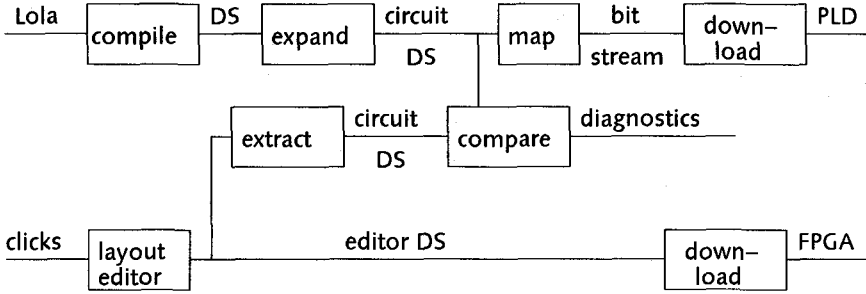 Lola
compile
DS
expand
circuit
DS
map
bit
stream
down–
load
PLD
extract
circuit
DS
compare
diagnostics
clicks
layout
editor
editor DS
down–
load
FPGA